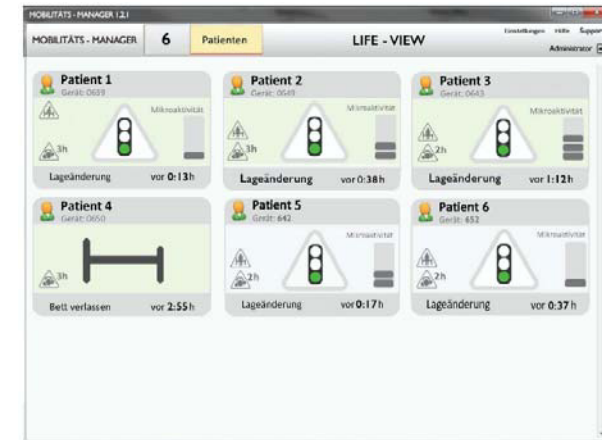 MOBILITÄTS - MANAGER 1.2.1
Einstellungen Hilfe Support
MOBILITÄTS - MANAGER 6 Patienten LIFE - VIEW
Administrator
Patient 1
Gerät: 0659
Mikroaktivität
3h
Lageänderung vor 0:13h
Patient 2
Gerät: 0649
Mikroaktivität
3h
Lageänderung vor 0:38h
Patient 3
Gerät: 0643
Mikroaktivität
2h
Lageänderung vor 1:12h
Patient 4
Gerät: 0650
3h
Bett verlassen vor 2:55h
Patient 5
Gerät: 642
Mikroaktivität
2h
Lageänderung vor 0:17h
Patient 6
Gerät: 652
Mikroaktivität
2h
Lageänderung vor 0:37h